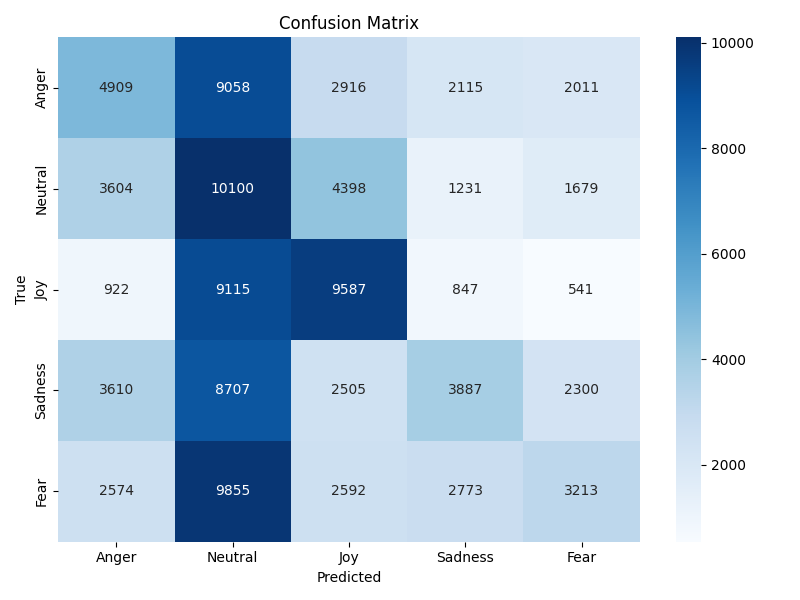 Confusion Matrix
Anger 4909 9058 2916 2115 2011
Neutral 3604 10100 4398 1231 1679
Joy 922 9115 9587 847 541
Sadness 3610 8707 2505 3887 2300
Fear 2574 9855 2592 2773 3213
True
Anger Neutral Joy Sadness Fear
Predicted
10000
8000
6000
4000
2000